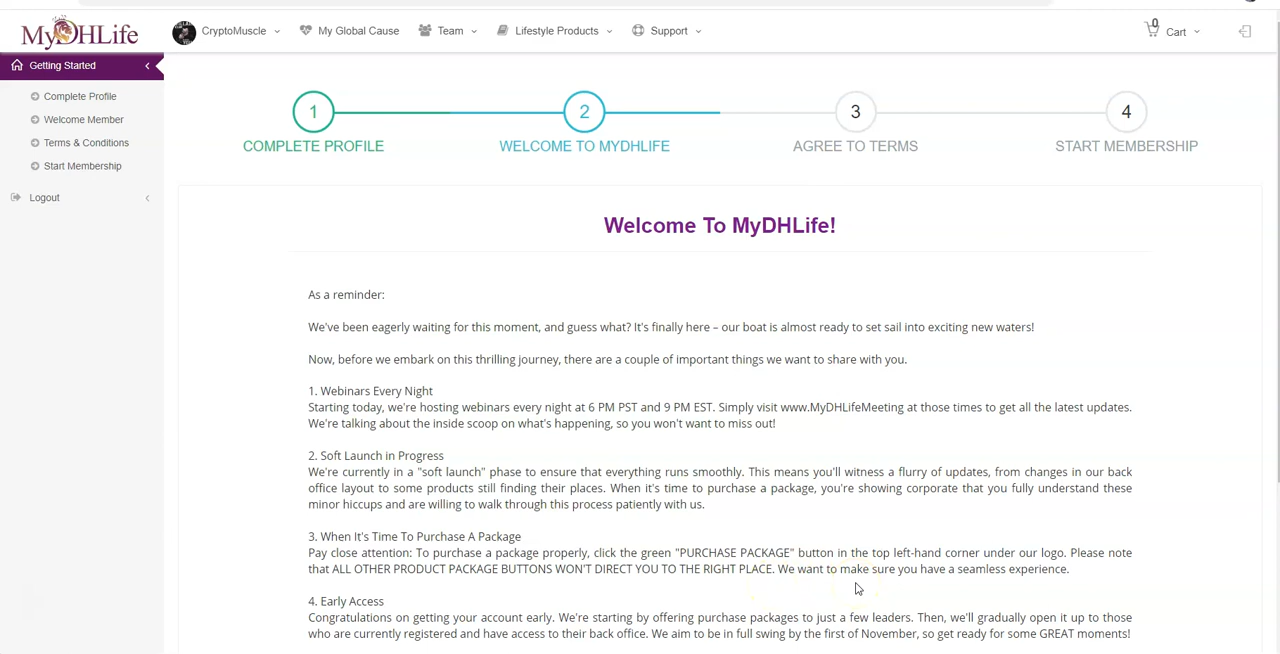 MyDHLife
CryptoMuscle
My Global Cause
Team
Lifestyle Products
Support
0
Cart
Getting Started
Complete Profile
Welcome Member
Terms & Conditions
Start Membership
Logout
1
2
3
4
COMPLETE PROFILE
WELCOME TO MYDHLIFE
AGREE TO TERMS
START MEMBERSHIP
Welcome To MyDHLife!
As a reminder:
We've been eagerly waiting for this moment, and guess what? It's finally here – our boat is almost ready to set sail into exciting new waters!
Now, before we embark on this thrilling journey, there are a couple of important things we want to share with you.
1. Webinars Every Night
Starting today, we're hosting webinars every night at 6 PM PST and 9 PM EST. Simply visit www.MyDHLifeMeeting at those times to get all the latest updates.
We're talking about the inside scoop on what's happening, so you won't want to miss out!
2. Soft Launch in Progress
We're currently in a "soft launch" phase to ensure that everything runs smoothly. This means you'll witness a flurry of updates, from changes in our back
office layout to some products still finding their places. When it's time to purchase a package, you're showing corporate that you fully understand these
minor hiccups and are willing to walk through this process patiently with us.
3. When It's Time To Purchase A Package
Pay close attention: To purchase a package properly, click the green "PURCHASE PACKAGE" button in the top left-hand corner under our logo. Please note
that ALL OTHER PRODUCT PACKAGE BUTTONS WON'T DIRECT YOU TO THE RIGHT PLACE. We want to make sure you have a seamless experience.
4. Early Access
Congratulations on getting your account early. We're starting by offering purchase packages to just a few leaders. Then, we'll gradually open it up to those
who are currently registered and have access to their back office. We aim to be in full swing by the first of November, so get ready for some GREAT moments!